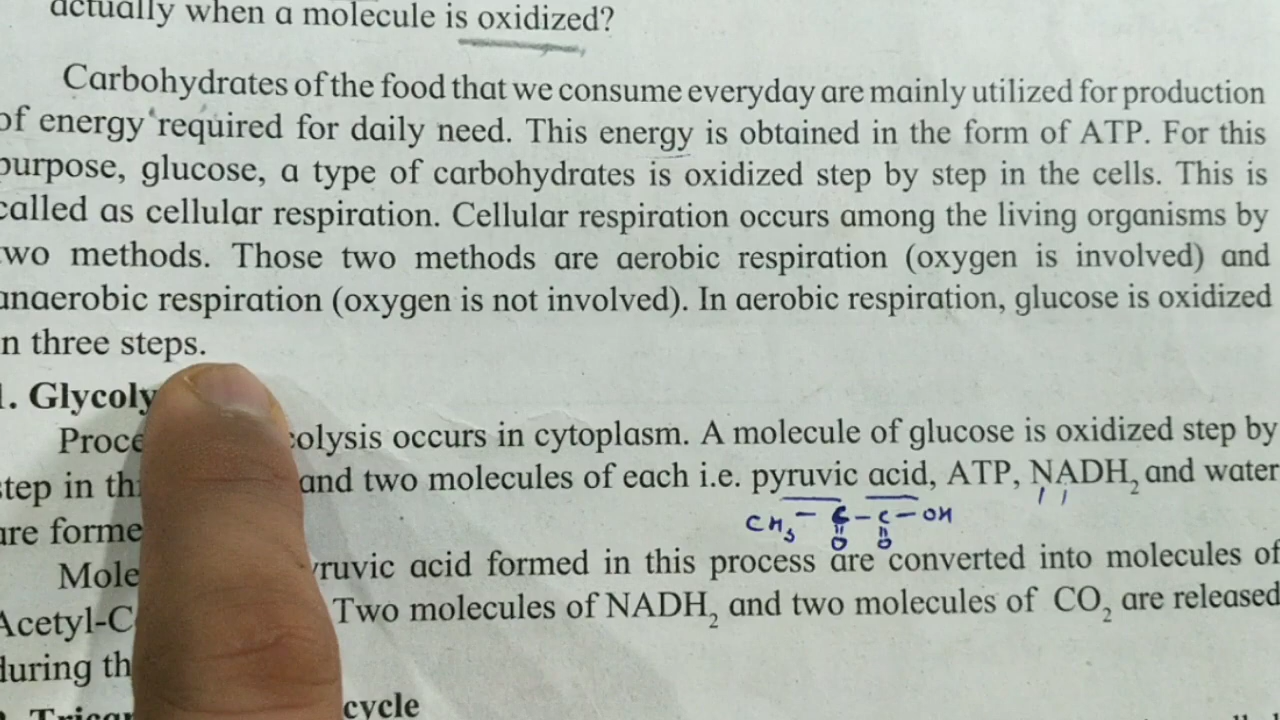 actually when a molecule is oxidized?
Carbohydrates of the food that we consume everyday are mainly utilized for production
of energy required for daily need. This energy is obtained in the form of ATP. For this
purpose, glucose, a type of carbohydrates is oxidized step by step in the cells. This is
called as cellular respiration. Cellular respiration occurs among the living organisms by
two methods. Those two methods are aerobic respiration (oxygen is involved) and
anaerobic respiration (oxygen is not involved). In aerobic respiration, glucose is oxidized
n three steps.
1. Glycoly
Proce colysis occurs in cytoplasm. A molecule of glucose is oxidized step by
step in thi and two molecules of each i.e. pyruvic acid, ATP, NADH₂ and water
are forme
CH₃ - C - C - OH
O O
Mole yruvic acid formed in this process are converted into molecules of
Acetyl-C Two molecules of NADH₂ and two molecules of CO₂ are released
during th
cycle